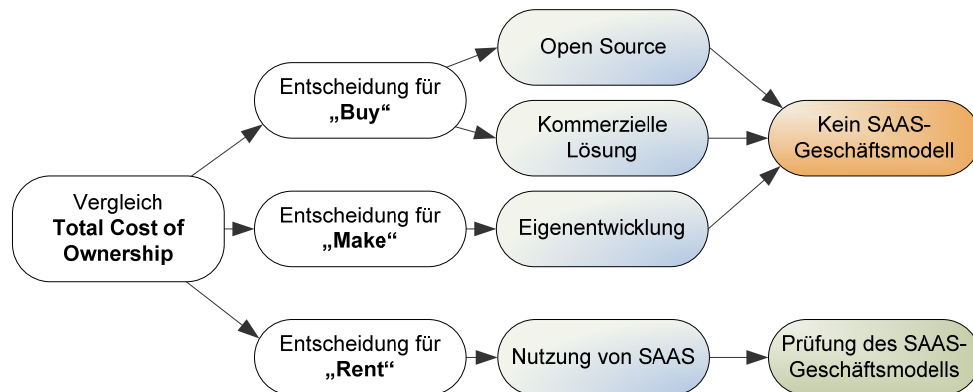 Vergleich
Total Cost of
Ownership
Entscheidung für
„Buy“
Entscheidung für
„Make“
Entscheidung für
„Rent“
Open Source
Kommerzielle
Lösung
Eigenentwicklung
Nutzung von SAAS
Kein SAAS-
Geschäftsmodell
Prüfung des SAAS-
Geschäftsmodells